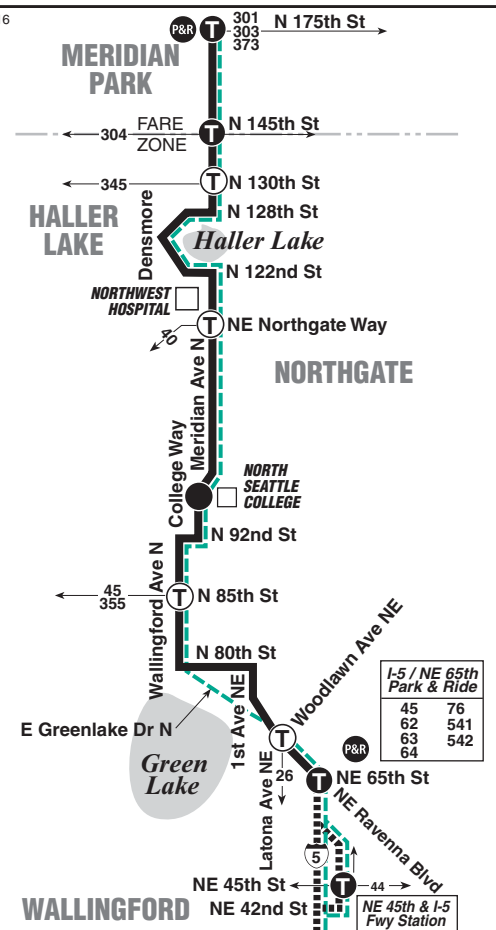 6
P&R
T
301
303
373
N 175th St
MERIDIAN
PARK
304
FARE
ZONE
T
N 145th St
345
T
N 130th St
N 128th St
HALLER
LAKE
Densmore
Haller Lake
N 122nd St
NORTHWEST
HOSPITAL
T
NE Northgate Way
40
NORTHGATE
Meridian Ave N
College Way
NORTH
SEATTLE
COLLEGE
N 92nd St
Wallingford Ave N
45
355
T
N 85th St
N 80th St
Woodlawn Ave NE
1st Ave NE
E Greenlake Dr N
Green
Lake
T
26
Latona Ave NE
I-5 / NE 65th
Park & Ride
45 76
62 541
63 542
64
P&R
T
NE 65th St
NE Ravenna Blvd
5
NE 45th St
T
44
NE 42nd St
WALLINGFORD
NE 45th & I-5
Fwy Station